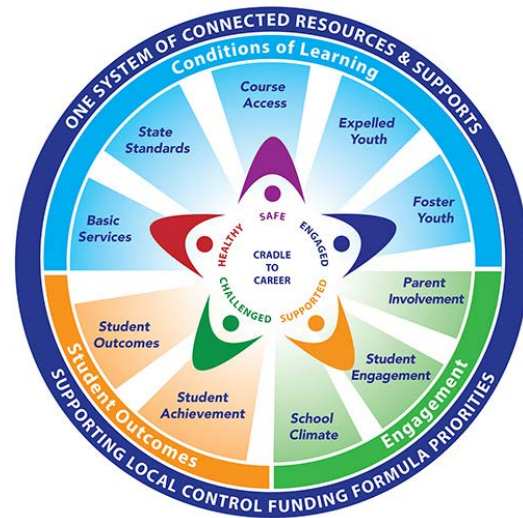 ONE SYSTEM OF CONNECTED RESOURCES & SUPPORTS
Conditions of Learning
Basic
Services
State
Standards
Course
Access
Expelled
Youth
Foster
Youth
Parent
Involvement
Student
Engagement
School
Climate
Engagement
Student
Achievement
Student
Outcomes
Student Outcomes
SAFE
ENGAGED
SUPPORTED
CHALLENGED
HEALTHY
CRADLE
TO
CAREER
SUPPORTING LOCAL CONTROL FUNDING FORMULA PRIORITIES